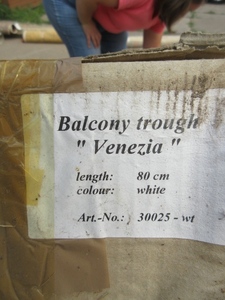 Balcony trough
" Venezia "
length: 80 cm
colour: white
Art.-No.: 30025 - wt